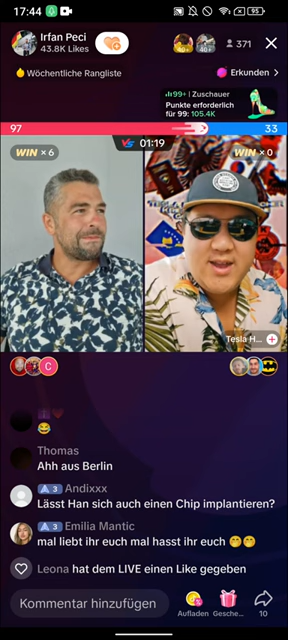 17:44
95
Irfan Peci
43.8K Likes
371
Wöchentliche Rangliste
Erkunden
99+ | Zuschauer
Punkte erforderlich
für 99: 105.4K
97
33
VS 01:19
WIN × 6
WIN × 0
Tesla H...
C
Thomas
Ahh aus Berlin
3 Andixxx
Lässt Han sich auch einen Chip implantieren?
3 Emilia Mantic
mal liebt ihr euch mal hasst ihr euch 🤭🤭
Leona hat dem LIVE einen Like gegeben
Kommentar hinzufügen
Aufladen
Gesche...
10